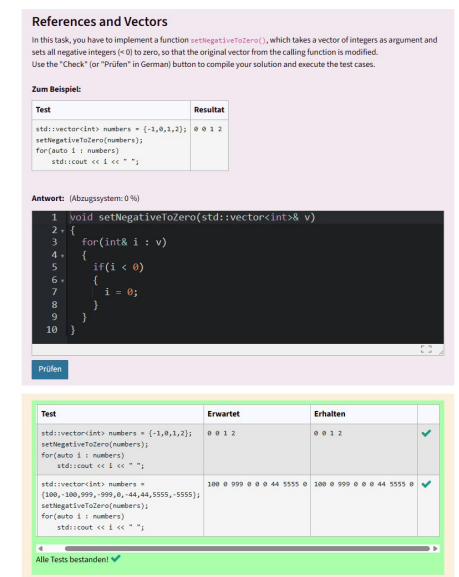 References and Vectors
In this task, you have to implement a function setNegativeToZero(), which takes a vector of integers as argument and
sets all negative integers (< 0) to zero, so that the original vector from the calling function is modified.
Use the "Check" (or "Prüfen" in German) button to compile your solution and execute the test cases.
Zum Beispiel:
Test Resultat
std::vector<int> numbers = {-1,0,1,2}; 0 0 1 2
setNegativeToZero(numbers);
for(auto i : numbers)
    std::cout << i << " ";
Antwort: (Abzugssystem: 0 %)
1 void setNegativeToZero(std::vector<int>& v)
2 {
3   for(int& i : v)
4   {
5     if(i < 0)
6     {
7       i = 0;
8     }
9   }
10 }
Prüfen
Test Erwartet Erhalten
std::vector<int> numbers = {-1,0,1,2}; 0 0 1 2 0 0 1 2
setNegativeToZero(numbers);
for(auto i : numbers)
    std::cout << i << " ";
std::vector<int> numbers = 100 0 999 0 0 0 44 5555 0 100 0 999 0 0 0 44 5555 0
{100,-100,999,-999,0,-44,44,5555,-5555};
setNegativeToZero(numbers);
for(auto i : numbers)
    std::cout << i << " ";
Alle Tests bestanden!